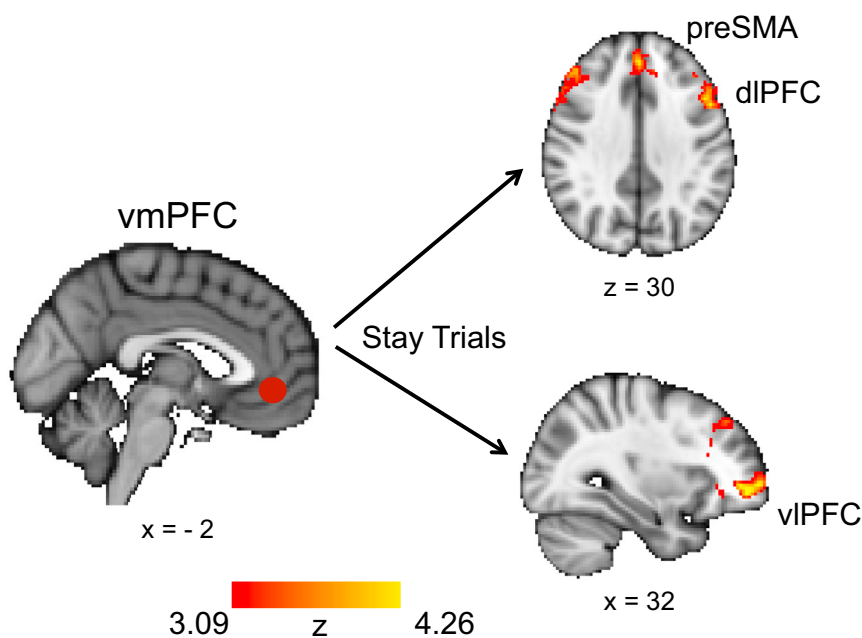 preSMA
dlPFC
z = 30
vmPFC
x = - 2
Stay Trials
vlPFC
x = 32
3.09 z 4.26